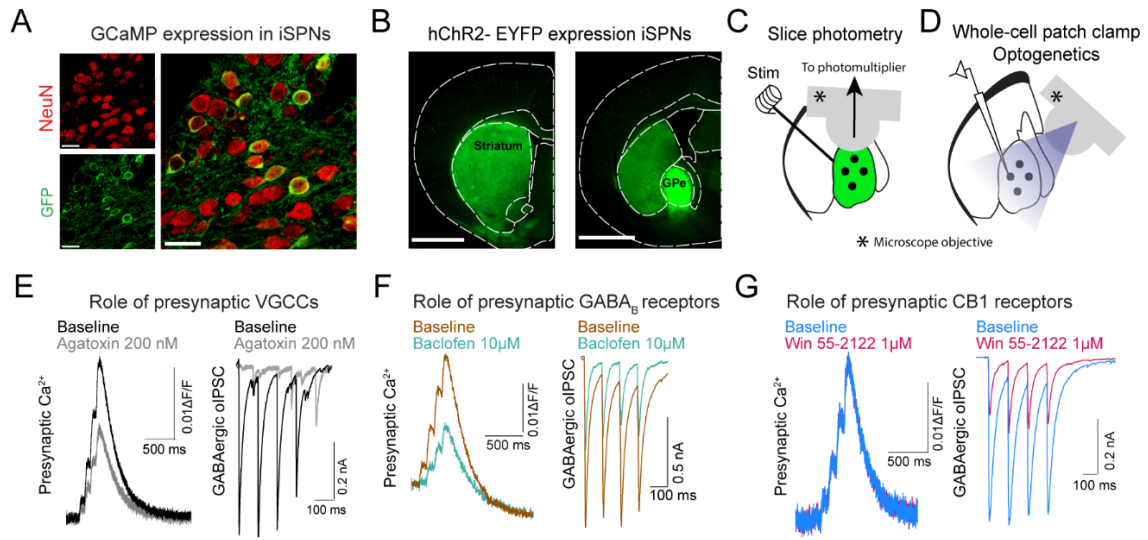 A
GCaMP expression in iSPNs
NeuN
GFP
B
hChR2- EYFP expression iSPNs
Striatum
GPe
C
Slice photometry
To photomultiplier
Stim
*
D
Whole-cell patch clamp
Optogenetics
*
* Microscope objective
E
Role of presynaptic VGCCs
Baseline
Agatoxin 200 nM
Presynaptic Ca²⁺
0.01ΔF/F
500 ms
Baseline
Agatoxin 200 nM
GABAergic oIPSC
0.2 nA
100 ms
F
Role of presynaptic GABA_B receptors
Baseline
Baclofen 10µM
Presynaptic Ca²⁺
0.01ΔF/F
500 ms
Baseline
Baclofen 10µM
GABAergic oIPSC
0.5 nA
100 ms
G
Role of presynaptic CB1 receptors
Baseline
Win 55-2122 1µM
Presynaptic Ca²⁺
0.01ΔF/F
500 ms
Baseline
Win 55-2122 1µM
GABAergic oIPSC
0.2 nA
100 ms